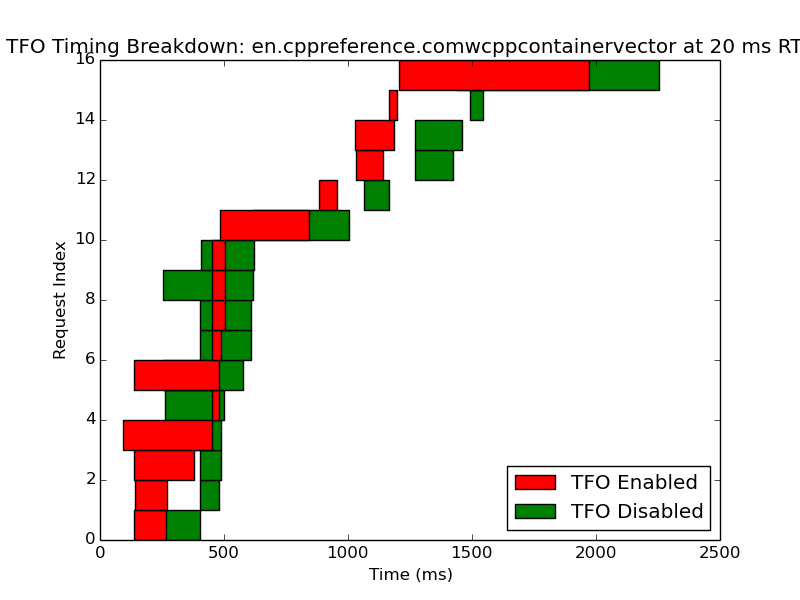 TFO Timing Breakdown: en.cppreference.comwcppcontainervector at 20 ms RT
16
14
12
10
8
6
4
2
0
Request Index
0 500 1000 1500 2000 2500
Time (ms)
TFO Enabled
TFO Disabled